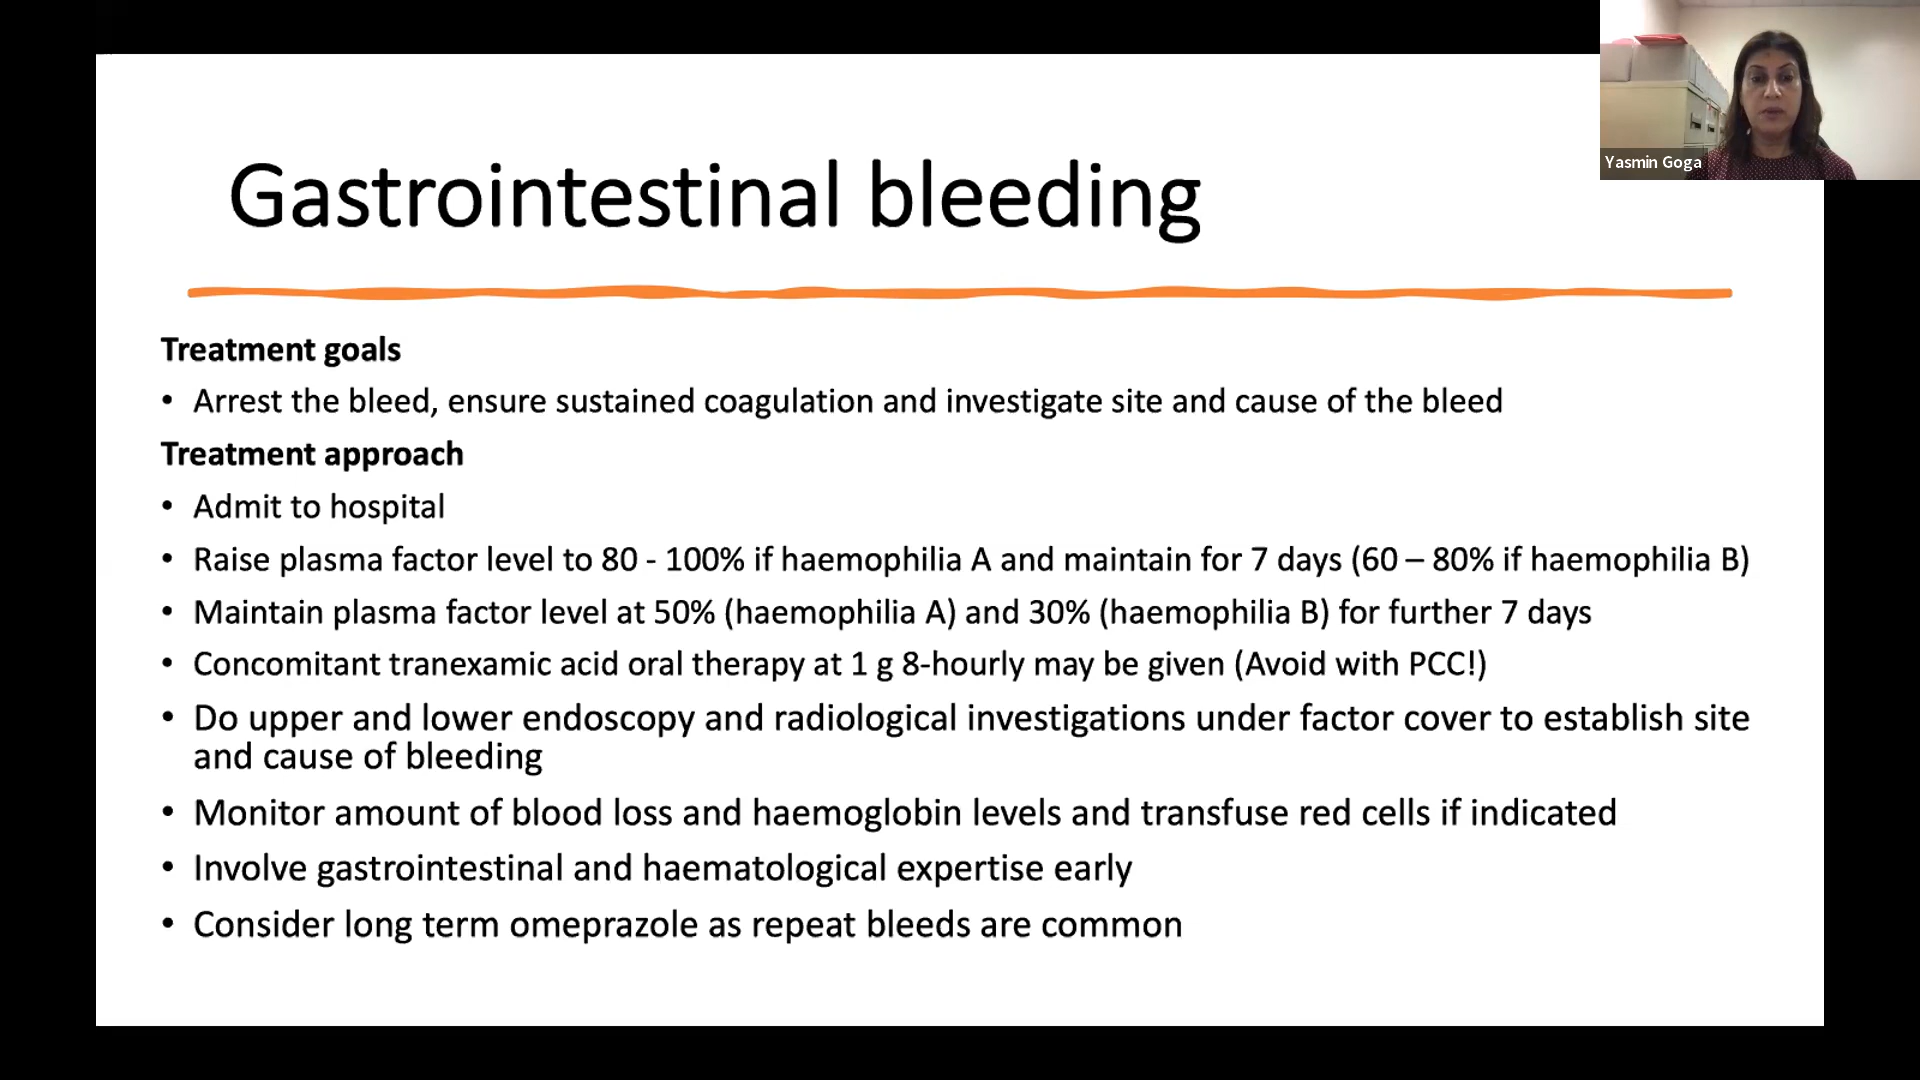 Yasmin Goga
Gastrointestinal bleeding
Treatment goals
• Arrest the bleed, ensure sustained coagulation and investigate site and cause of the bleed
Treatment approach
• Admit to hospital
• Raise plasma factor level to 80 - 100% if haemophilia A and maintain for 7 days (60 – 80% if haemophilia B)
• Maintain plasma factor level at 50% (haemophilia A) and 30% (haemophilia B) for further 7 days
• Concomitant tranexamic acid oral therapy at 1 g 8-hourly may be given (Avoid with PCC!)
• Do upper and lower endoscopy and radiological investigations under factor cover to establish site
and cause of bleeding
• Monitor amount of blood loss and haemoglobin levels and transfuse red cells if indicated
• Involve gastrointestinal and haematological expertise early
• Consider long term omeprazole as repeat bleeds are common